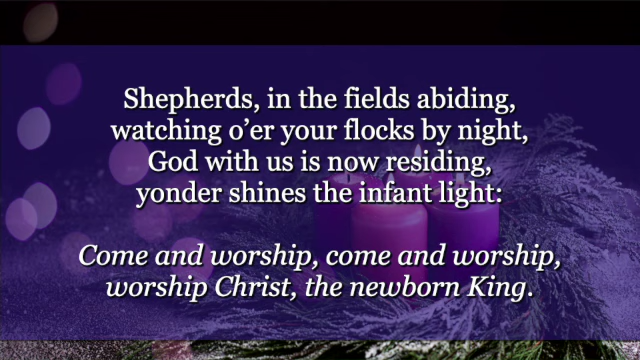 Shepherds, in the fields abiding,
watching o’er your flocks by night,
God with us is now residing,
yonder shines the infant light:
Come and worship, come and worship,
worship Christ, the newborn King.